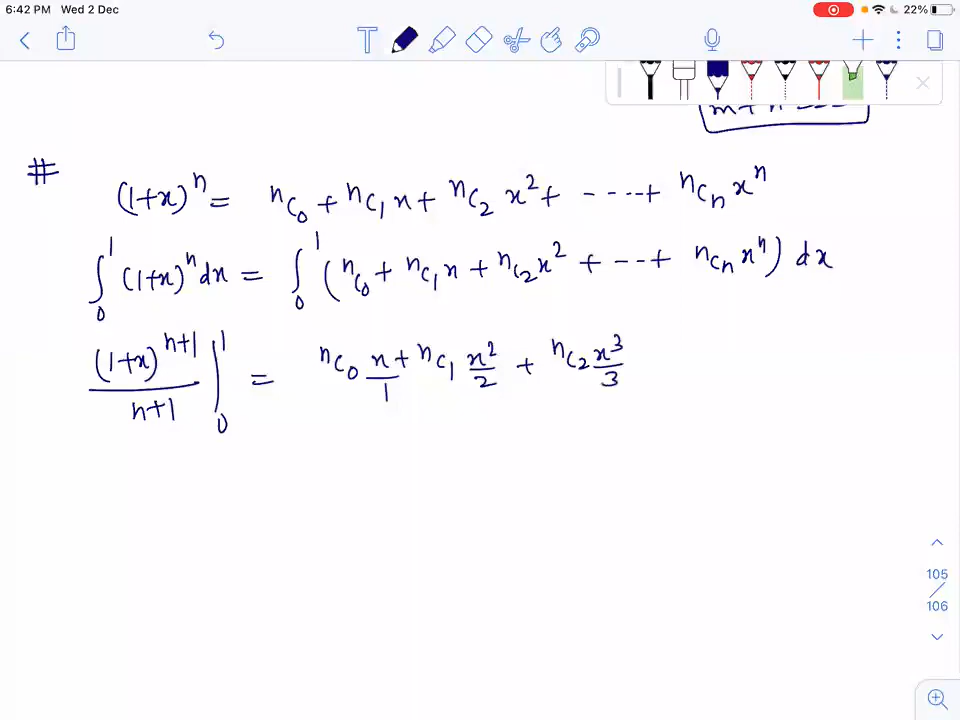 6:42 PM Wed 2 Dec 22%
T
#
(1+x)^n = nC0 + nC1 x + nC2 x^2 + ----+ nCn x^n
∫_0^1 (1+x)^n dx = ∫_0^1 (nC0 + nC1 x + nC2 x^2 + --+ nCn x^n) dx
(1+x)^(n+1)/(n+1) |_0^1 = nC0 x/1 + nC1 x^2/2 + nC2 x^3/3
105
/
106